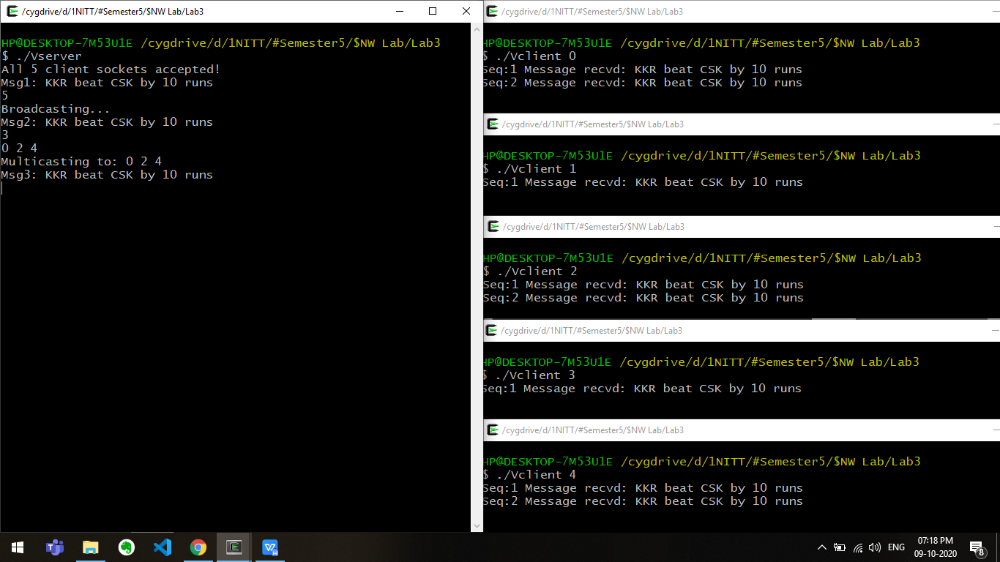 /cygdrive/d/1NITT/#Semester5/$NW Lab/Lab3
HP@DESKTOP-7M53U1E /cygdrive/d/1NITT/#Semester5/$NW Lab/Lab3
$ ./Vserver
All 5 client sockets accepted!
Msg1: KKR beat CSK by 10 runs
5
Broadcasting...
Msg2: KKR beat CSK by 10 runs
3
0 2 4
Multicasting to: 0 2 4
Msg3: KKR beat CSK by 10 runs
/cygdrive/d/1NITT/#Semester5/$NW Lab/Lab3
HP@DESKTOP-7M53U1E /cygdrive/d/1NITT/#Semester5/$NW Lab/Lab3
$ ./Vclient 0
Seq:1 Message recvd: KKR beat CSK by 10 runs
Seq:2 Message recvd: KKR beat CSK by 10 runs
/cygdrive/d/1NITT/#Semester5/$NW Lab/Lab3
HP@DESKTOP-7M53U1E /cygdrive/d/1NITT/#Semester5/$NW Lab/Lab3
$ ./Vclient 1
Seq:1 Message recvd: KKR beat CSK by 10 runs
/cygdrive/d/1NITT/#Semester5/$NW Lab/Lab3
HP@DESKTOP-7M53U1E /cygdrive/d/1NITT/#Semester5/$NW Lab/Lab3
$ ./Vclient 2
Seq:1 Message recvd: KKR beat CSK by 10 runs
Seq:2 Message recvd: KKR beat CSK by 10 runs
/cygdrive/d/1NITT/#Semester5/$NW Lab/Lab3
HP@DESKTOP-7M53U1E /cygdrive/d/1NITT/#Semester5/$NW Lab/Lab3
$ ./Vclient 3
Seq:1 Message recvd: KKR beat CSK by 10 runs
/cygdrive/d/1NITT/#Semester5/$NW Lab/Lab3
HP@DESKTOP-7M53U1E /cygdrive/d/1NITT/#Semester5/$NW Lab/Lab3
$ ./Vclient 4
Seq:1 Message recvd: KKR beat CSK by 10 runs
Seq:2 Message recvd: KKR beat CSK by 10 runs
ENG
07:18 PM
09-10-2020
8